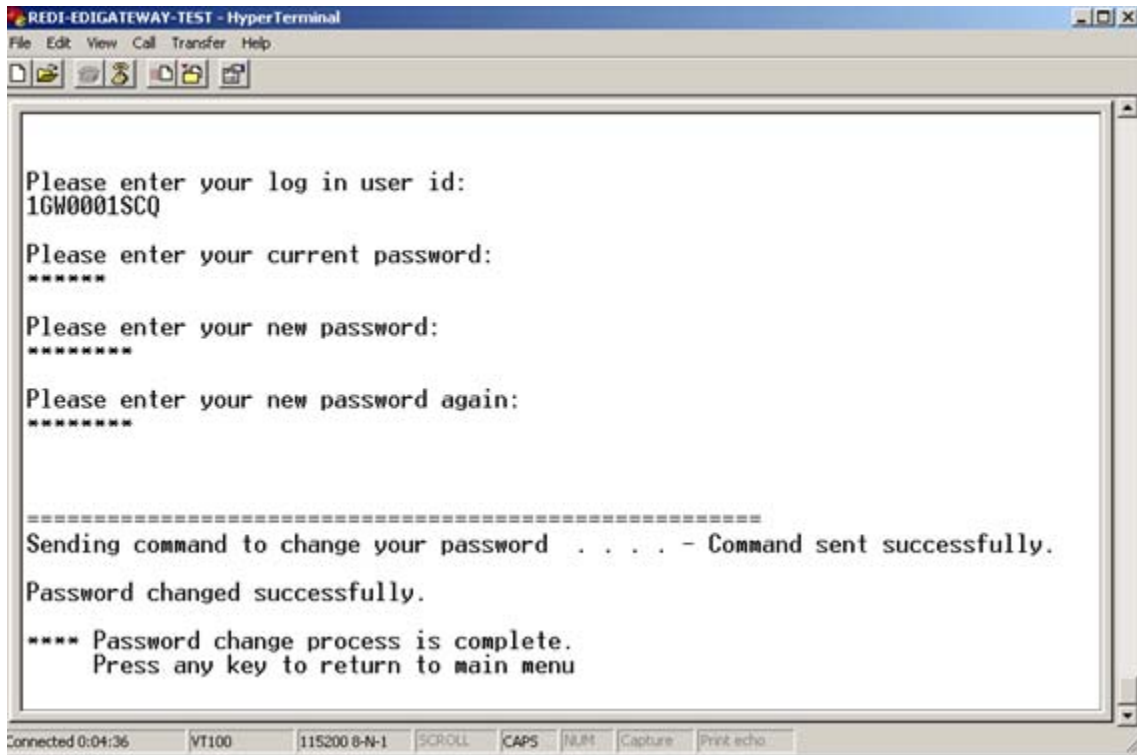 REDI-EDIGATEWAY-TEST - HyperTerminal
File Edit View Call Transfer Help
Please enter your log in user id:
1GW0001SCQ
Please enter your current password:
******
Please enter your new password:
********
Please enter your new password again:
********
=======================================================
Sending command to change your password . . . . - Command sent successfully.
Password changed successfully.
**** Password change process is complete.
Press any key to return to main menu
Connected 0:04:36 VT100 115200 8-N-1 SCROLL CAPS NUM Capture Print echo